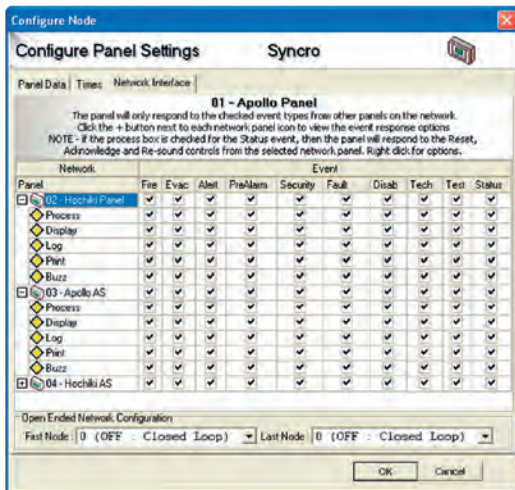 Configure Node
Configure Panel Settings Syncro
Panel Data Times Network Interface
01 - Apollo Panel
The panel will only respond to the checked event types from other panels on the network.
Click the + button next to each network panel icon to view the event response options
NOTE - if the process box is checked for the Status event, then the panel will respond to the Reset,
Acknowledge and Re-sound controls from the selected network panel. Right click for options.
Network Event
Panel Fire Evac Alert PreAlarm Security Fault Disab Tech Test Status
02 - Hochiki Panel
Process
Display
Log
Print
Buzz
03 - Apollo AS
Process
Display
Log
Print
Buzz
04 - Hochiki AS
Open Ended Network Configuration
First Node: 0 (OFF : Closed Loop) Last Node: 0 (OFF : Closed Loop)
OK Cancel